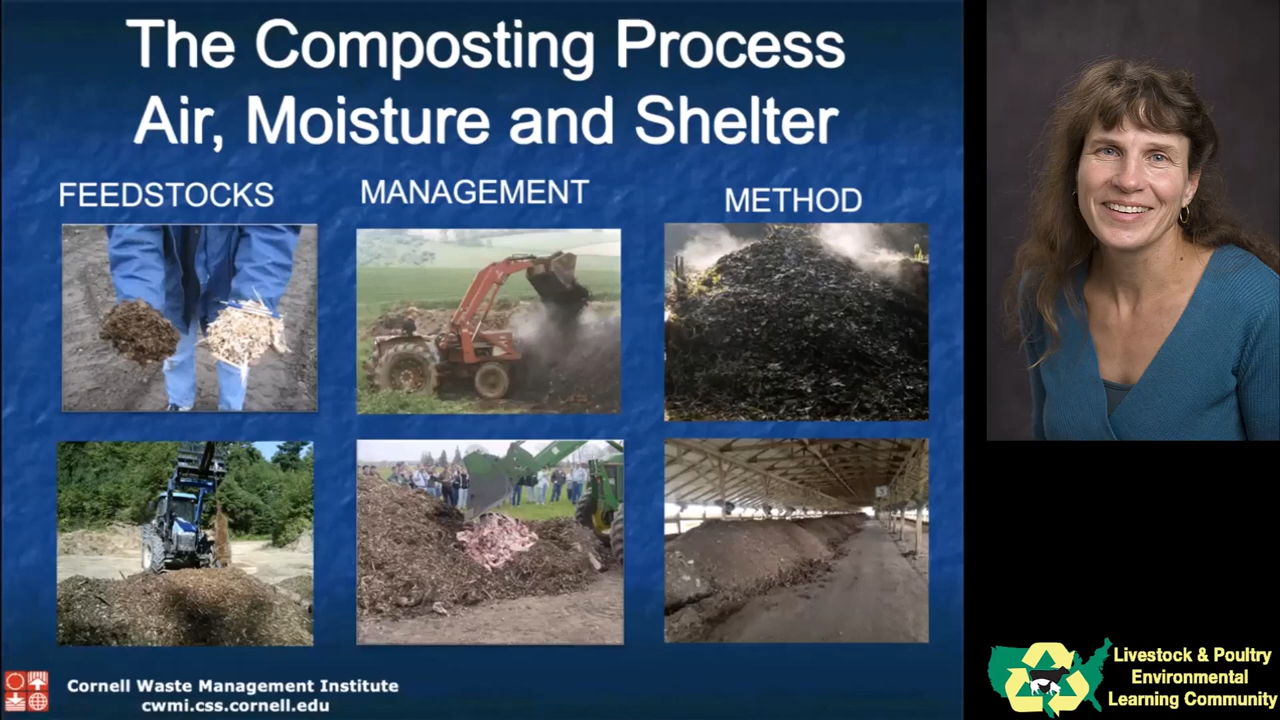 The Composting Process
Air, Moisture and Shelter
FEEDSTOCKS
MANAGEMENT
METHOD
Cornell Waste Management Institute
cwmi.css.cornell.edu
Livestock & Poultry
Environmental
Learning Community